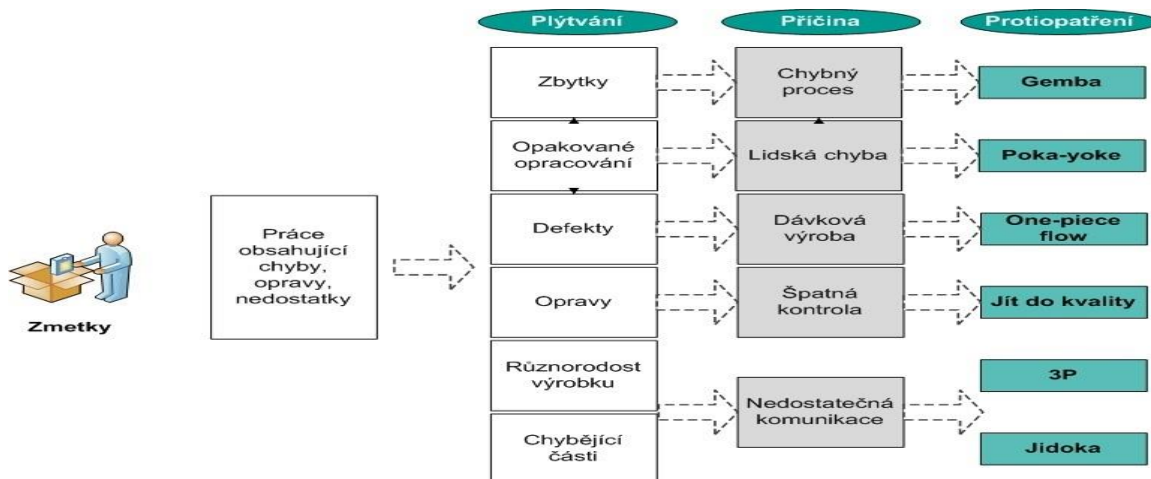 Plýtvání
Příčina
Protiopatření
Zbytky
Chybný
proces
Gemba
Opakované
opracování
Lidská chyba
Poka-yoke
Zmetky
Práce
obsahující
chyby,
opravy,
nedostatky
Defekty
Dávková
výroba
One-piece
flow
Opravy
Špatná
kontrola
Jít do kvality
Různorodost
výrobku
Chybějící
části
Nedostatečná
komunikace
3P
Jidoka